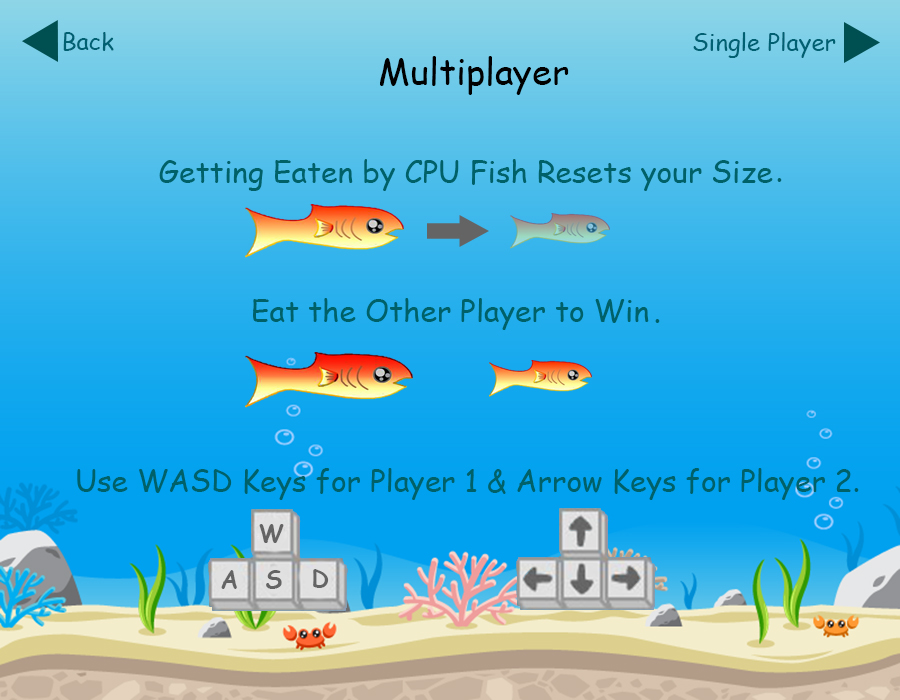 Back
Single Player
Multiplayer
Getting Eaten by CPU Fish Resets your Size.
Eat the Other Player to Win.
Use WASD Keys for Player 1 & Arrow Keys for Player 2.
W
A S D